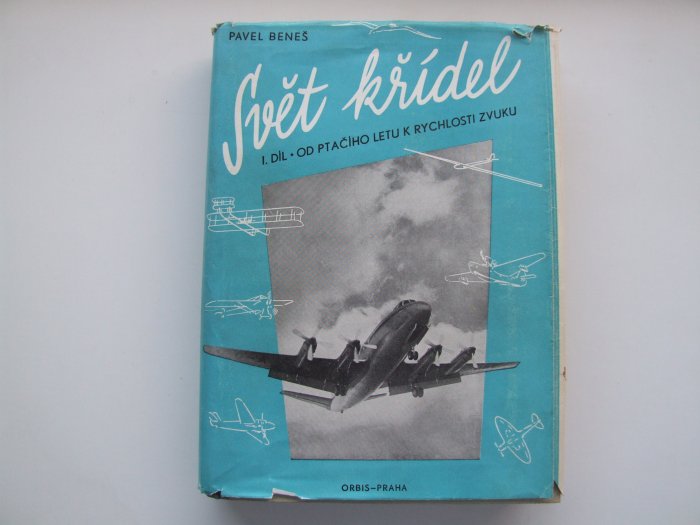 PAVEL BENEŠ
Svět křídel
I. DÍL • OD PTAČÍHO LETU K RYCHLOSTI ZVUKU
ORBIS–PRAHA